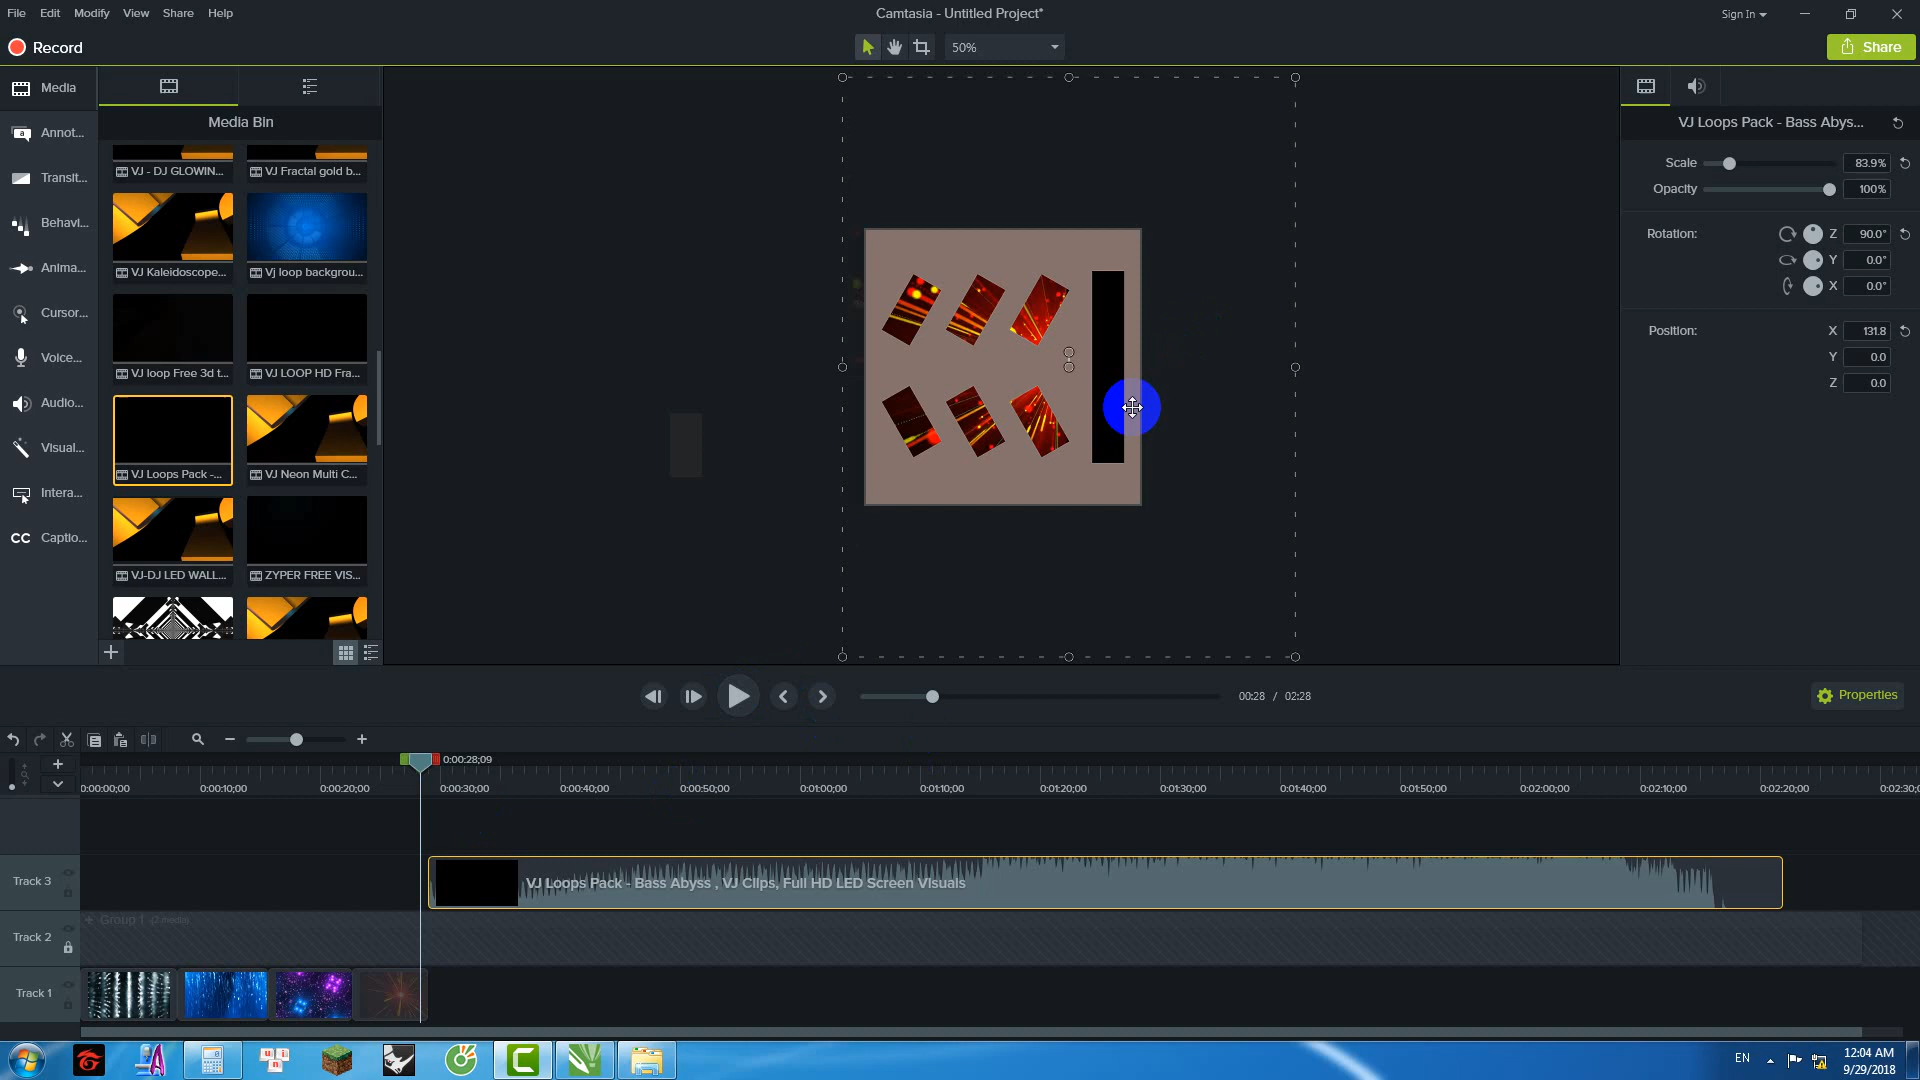 File Edit Modify View Share Help
Camtasia - Untitled Project*
Sign In
Record
50%
Share
Media
Annot...
Transit...
Behavi...
Anima...
Cursor...
Voice...
Audio...
Visual...
Intera...
CC Captio...
Media Bin
VJ - DJ GLOWIN...
VJ Fractal gold b...
VJ Kaleidoscope...
Vj loop backgrou...
VJ loop Free 3d t...
VJ LOOP HD Fra...
VJ Loops Pack -...
VJ Neon Multi C...
VJ-DJ LED WALL...
ZYPER FREE VIS...
VJ Loops Pack - Bass Abys...
Scale 83.9%
Opacity 100%
Rotation: Z 90.0°
Y 0.0°
X 0.0°
Position: X 131.8
Y 0.0
Z 0.0
00:28 / 02:28
Properties
0:00:28;09
0:00:00;00 0:00:10;00 0:00:20;00 0:00:30;00 0:00:40;00 0:00:50;00 0:01:00;00 0:01:10;00 0:01:20;00 0:01:30;00 0:01:40;00 0:01:50;00 0:02:00;00 0:02:10;00 0:02:20;00 0:02:30;0
Track 3
VJ Loops Pack - Bass Abyss , VJ Clips, Full HD LED Screen Visuals
+ Group 1 (7 media)
Track 2
Track 1
EN
12:04 AM
9/29/2018